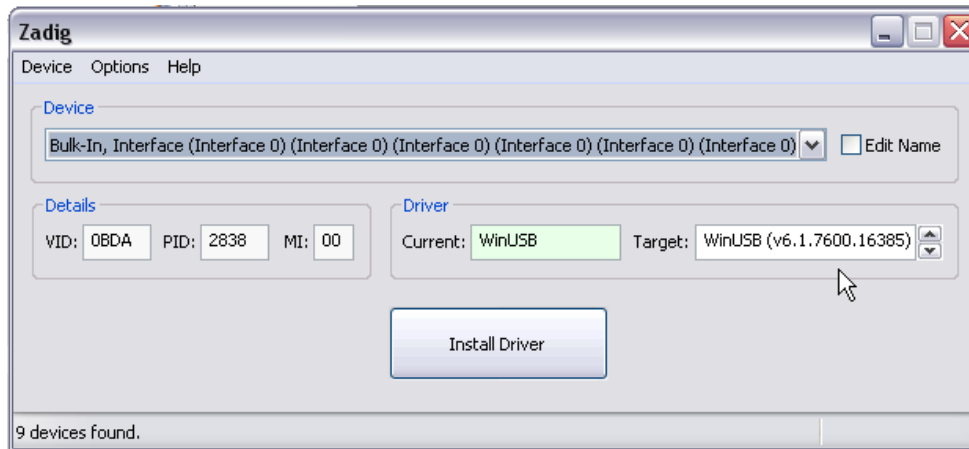 Zadig
Device Options Help
Device
Bulk-In, Interface (Interface 0) (Interface 0) (Interface 0) (Interface 0) (Interface 0) (Interface 0)
Edit Name
Details
VID: 0BDA PID: 2838 MI: 00
Driver
Current: WinUSB Target: WinUSB (v6.1.7600.16385)
Install Driver
9 devices found.